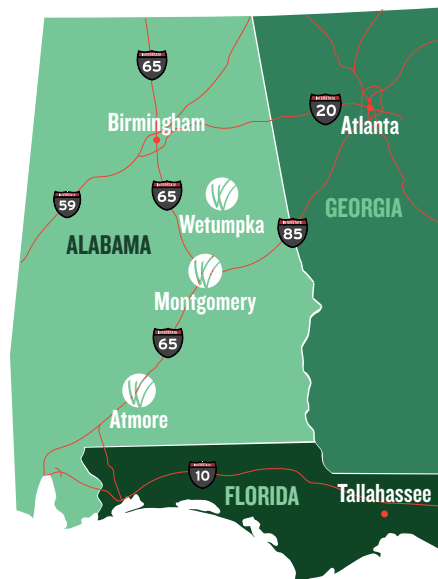 65
Birmingham
20
Atlanta
59
65
Wetumpka
GEORGIA
85
ALABAMA
Montgomery
65
Atmore
10
FLORIDA
Tallahassee